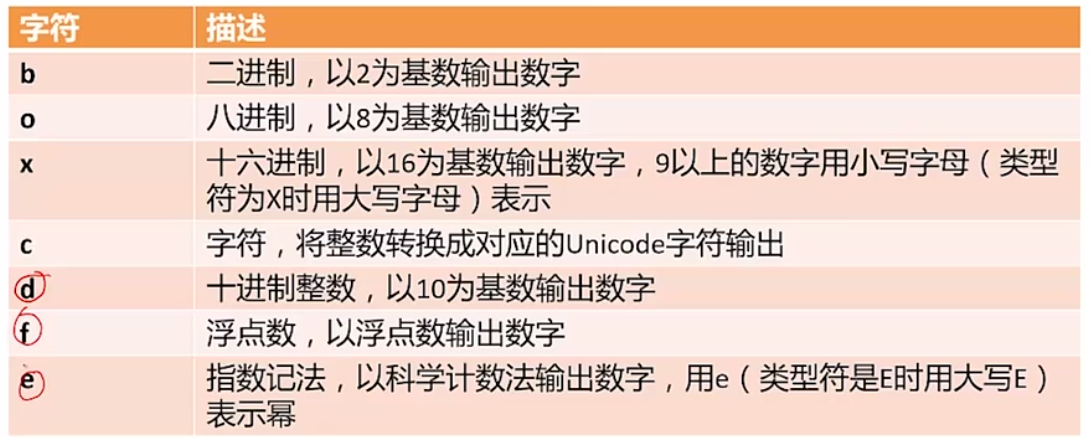 字符 描述
b 二进制，以2为基数输出数字
o 八进制，以8为基数输出数字
x 十六进制，以16为基数输出数字，9以上的数字用小写字母（类型
符为X时用大写字母）表示
c 字符，将整数转换成对应的Unicode字符输出
d 十进制整数，以10为基数输出数字
f 浮点数，以浮点数输出数字
e 指数记法，以科学计数法输出数字，用e（类型符是E时用大写E）
表示幂